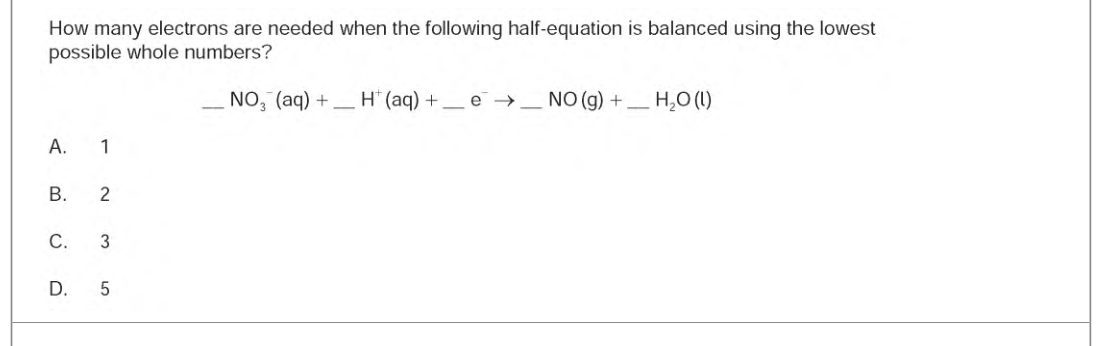 How many electrons are needed when the following half-equation is balanced using the lowest
possible whole numbers?
__ NO₃⁻ (aq) + __ H⁺ (aq) + __ e⁻ → __ NO (g) + __ H₂O (l)
A. 1
B. 2
C. 3
D. 5